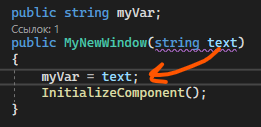 public string myVar;
Ссылок: 1
public MyNewWindow(string text)
{
myVar = text;
InitializeComponent();
}